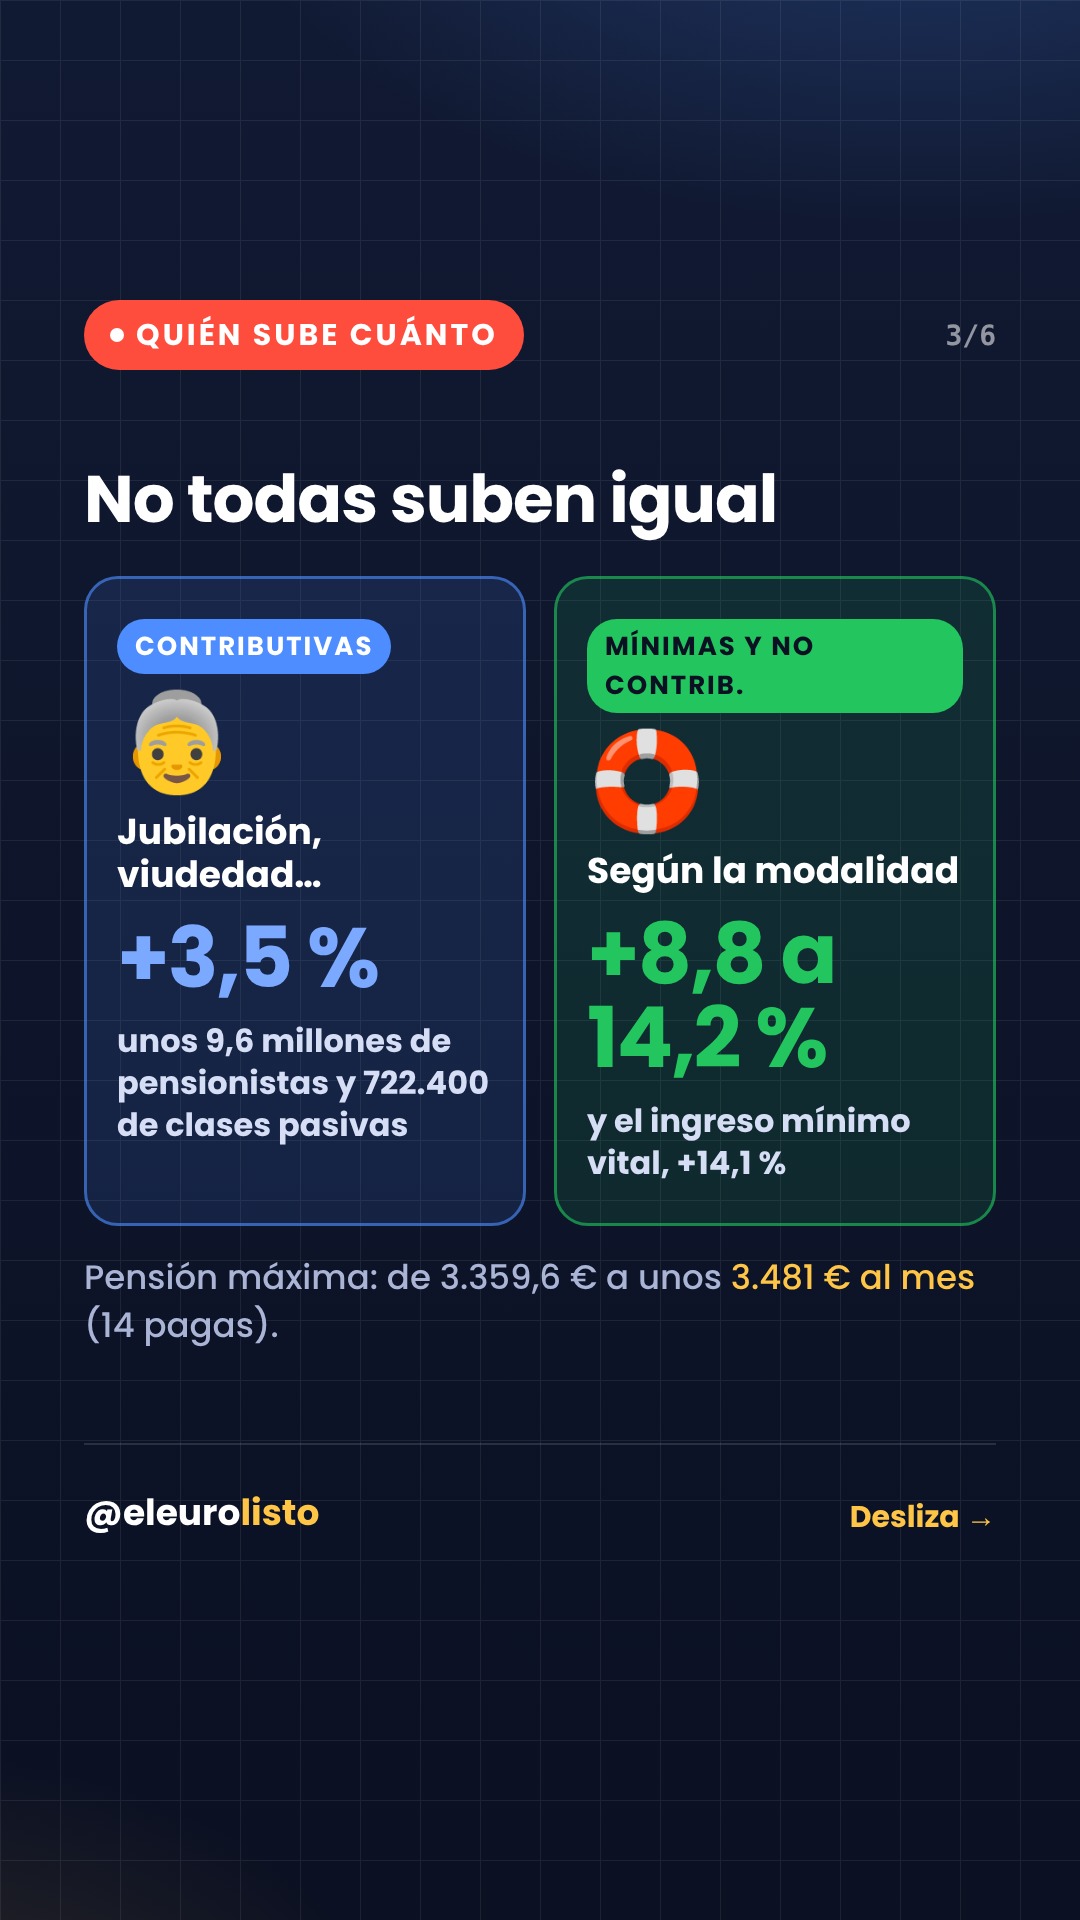 QUIÉN SUBE CUÁNTO
3/6
No todas suben igual
CONTRIBUTIVAS
Jubilación,
viudedad...
+3,5 %
unos 9,6 millones de
pensionistas y 722.400
de clases pasivas
MÍNIMAS Y NO
CONTRIB.
Según la modalidad
+8,8 a
14,2 %
y el ingreso mínimo
vital, +14,1 %
Pensión máxima: de 3.359,6 € a unos 3.481 € al mes
(14 pagas).
@eleurolisto
Desliza →